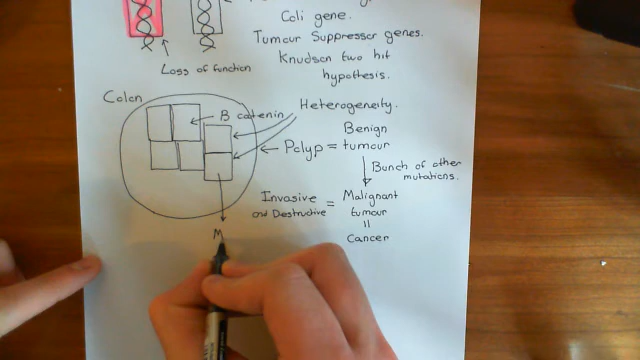 Coli gene.
Tumour Suppressor genes.
Loss of function
Knudson two hit
hypothesis.
Colon
B catenin
Heterogeneity.
Polyp = Benign
tumour
Bunch of other
mutations.
Invasive
and Destructive
= Malignant
tumour
=
Cancer
M